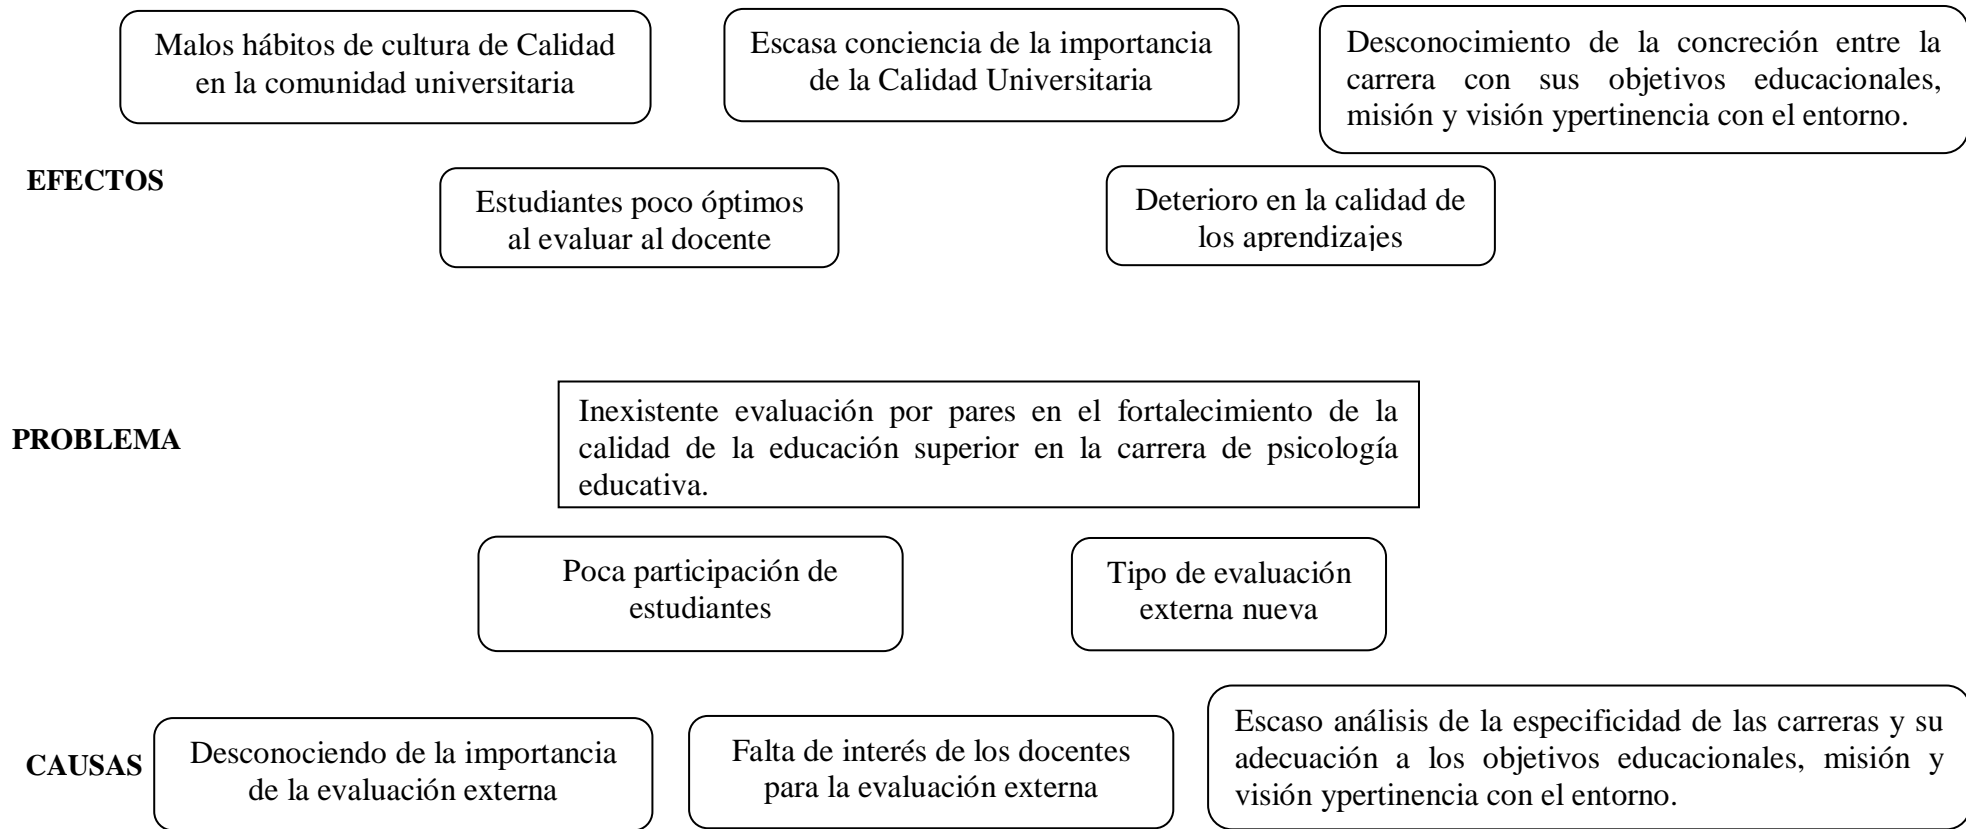 Malos hábitos de cultura de Calidad
en la comunidad universitaria
Escasa conciencia de la importancia
de la Calidad Universitaria
Desconocimiento de la concreción entre la
carrera con sus objetivos educacionales,
misión y visión ypertinencia con el entorno.
EFECTOS
Estudiantes poco óptimos
al evaluar al docente
Deterioro en la calidad de
los aprendizajes
PROBLEMA
Inexistente evaluación por pares en el fortalecimiento de la
calidad de la educación superior en la carrera de psicología
educativa.
Poca participación de
estudiantes
Tipo de evaluación
externa nueva
CAUSAS
Desconociendo de la importancia
de la evaluación externa
Falta de interés de los docentes
para la evaluación externa
Escaso análisis de la especificidad de las carreras y su
adecuación a los objetivos educacionales, misión y
visión ypertinencia con el entorno.